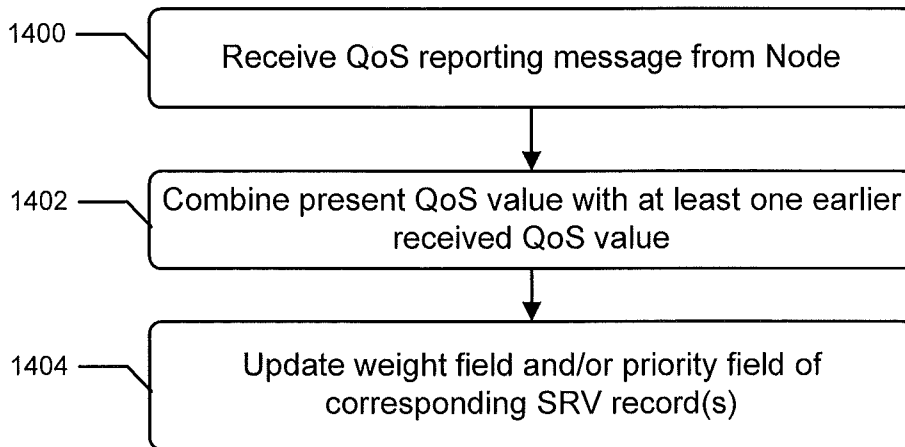 1400
Receive QoS reporting message from Node
1402
Combine present QoS value with at least one earlier
received QoS value
1404
Update weight field and/or priority field of
corresponding SRV record(s)